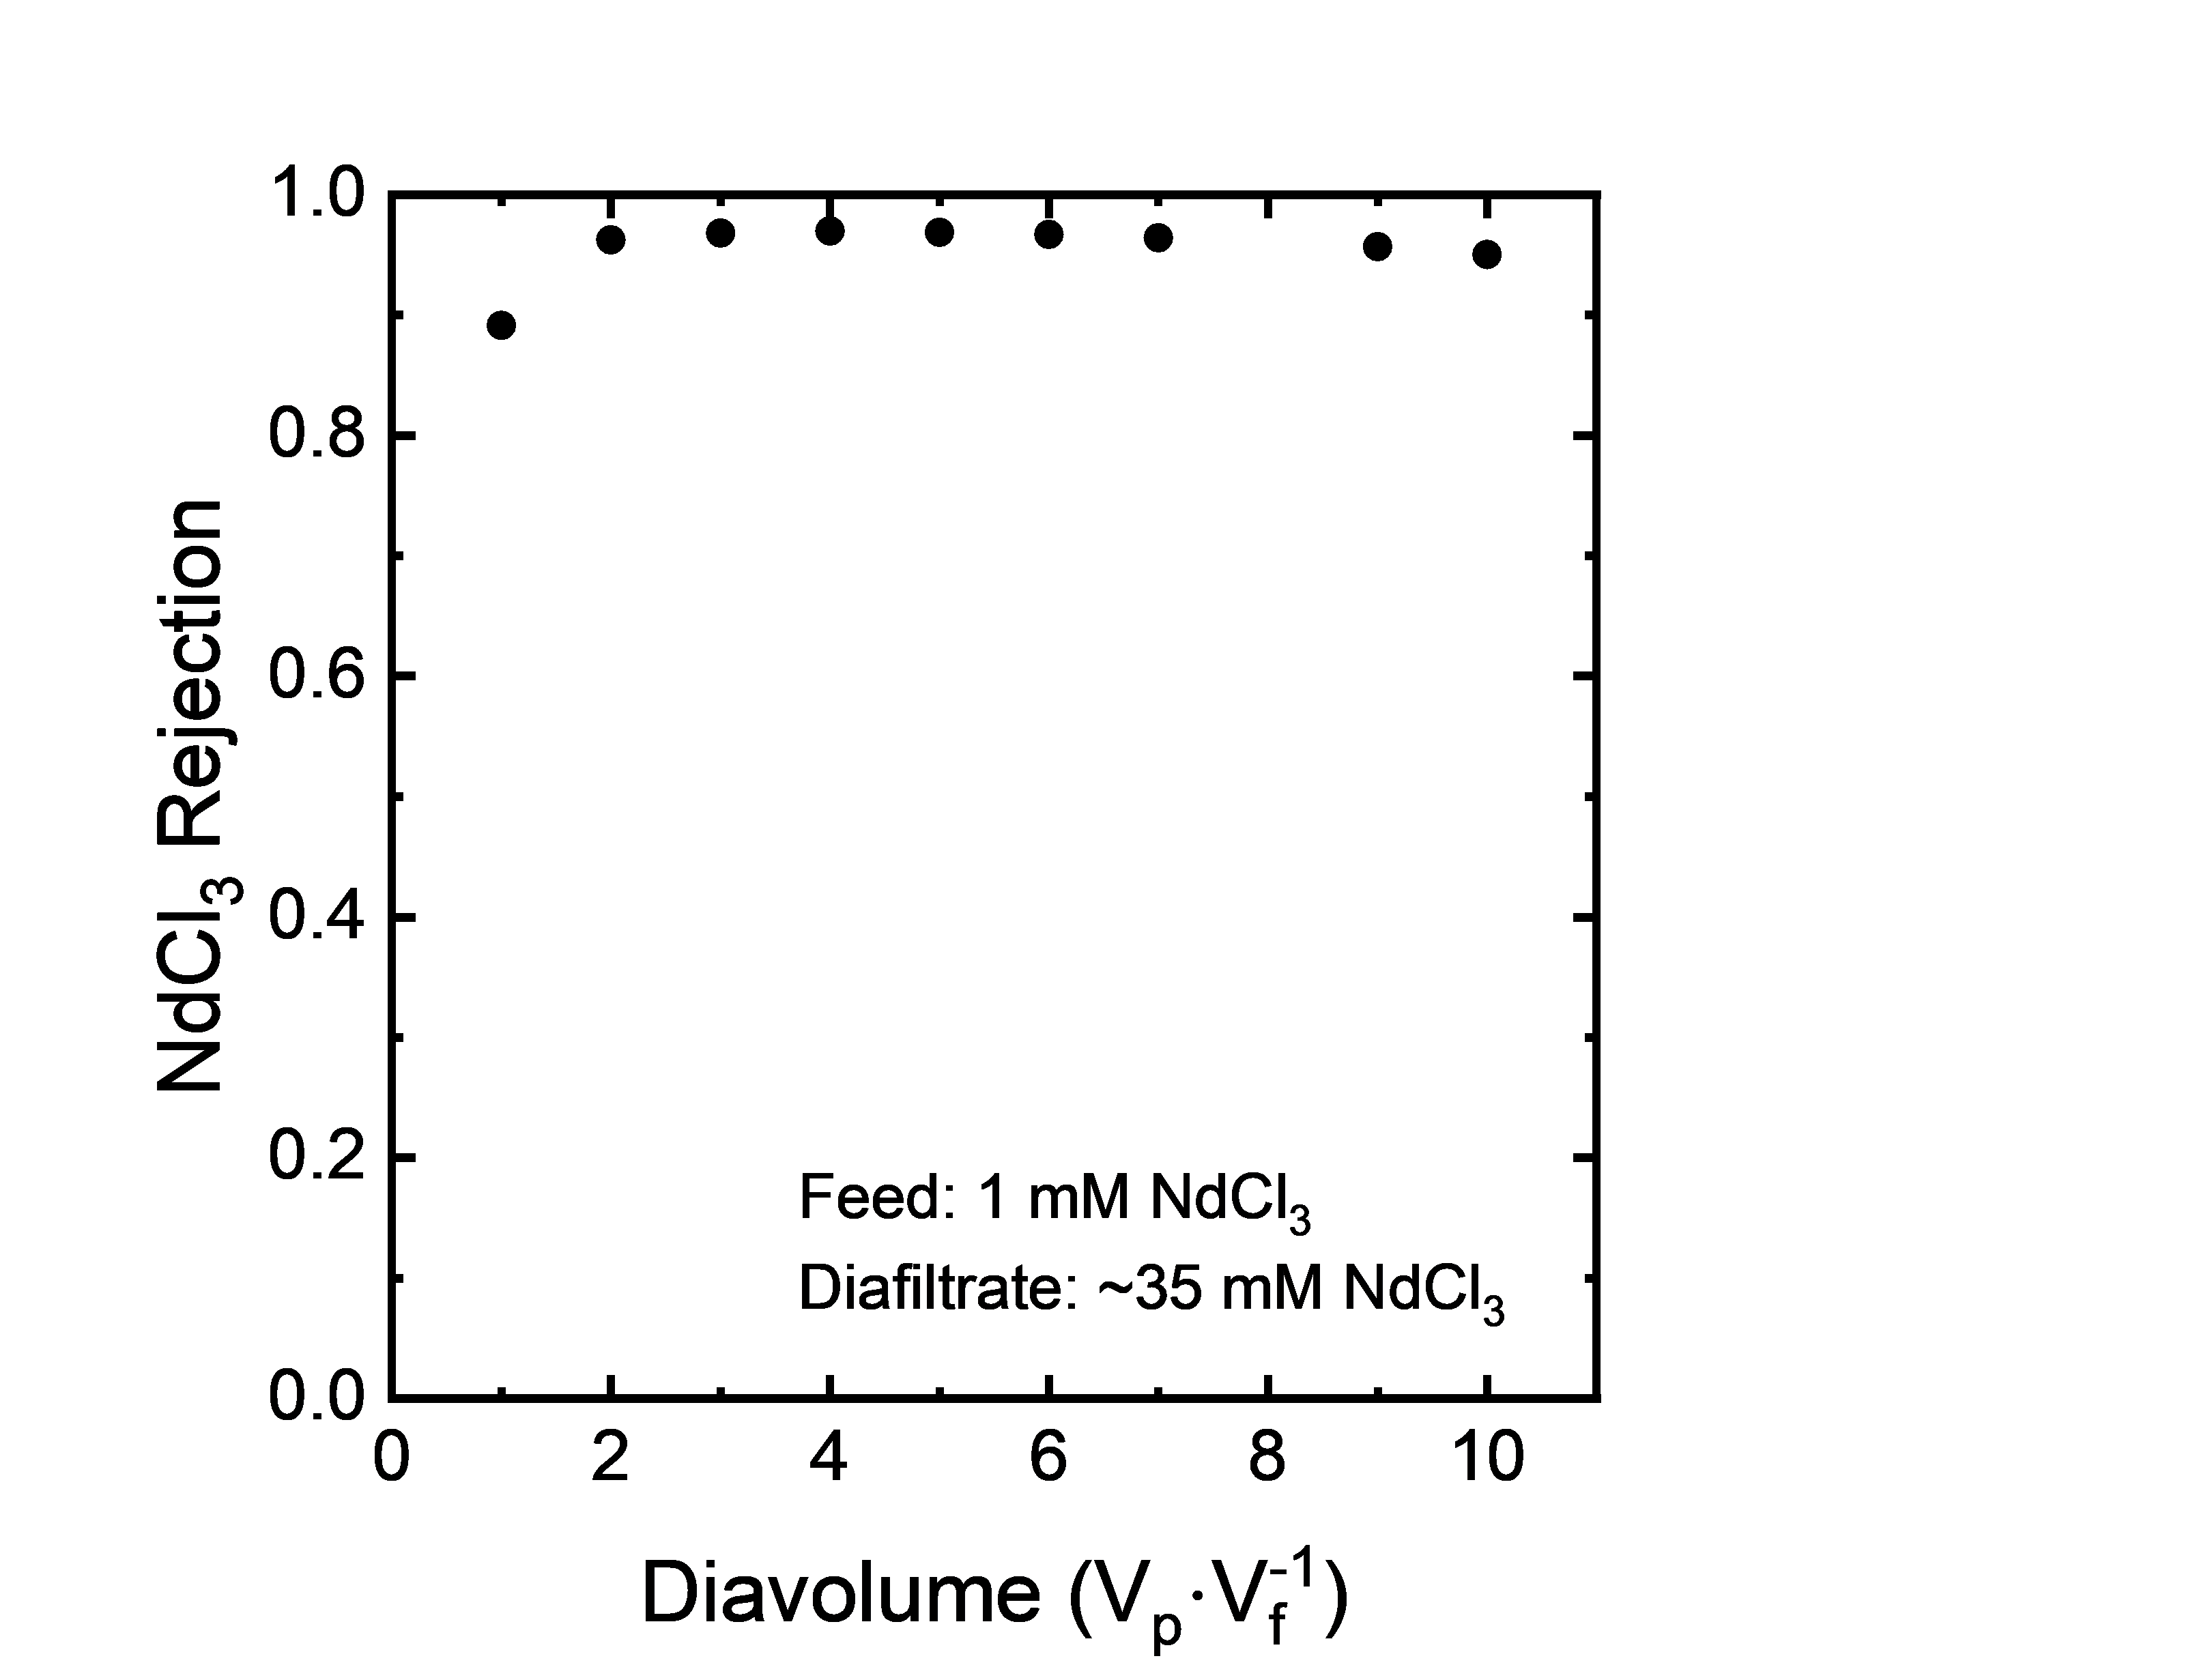 NdCl₃ Rejection
1.0
0.8
0.6
0.4
0.2
0.0
Feed: 1 mM NdCl₃
Diafiltrate: ~35 mM NdCl₃
0 2 4 6 8 10
Diavolume (Vₚ·V_f⁻¹)